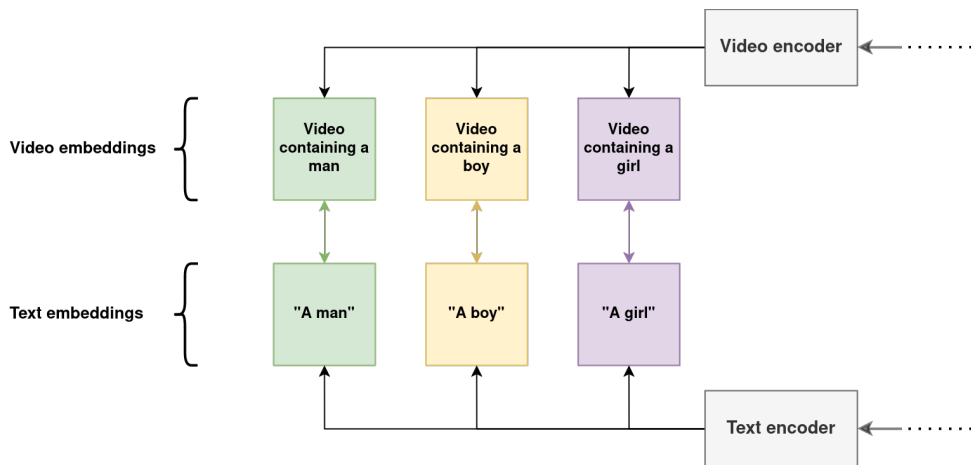 Video encoder
Video embeddings
Video
containing a
man
Video
containing a
boy
Video
containing a
girl
Text embeddings
"A man"
"A boy"
"A girl"
Text encoder